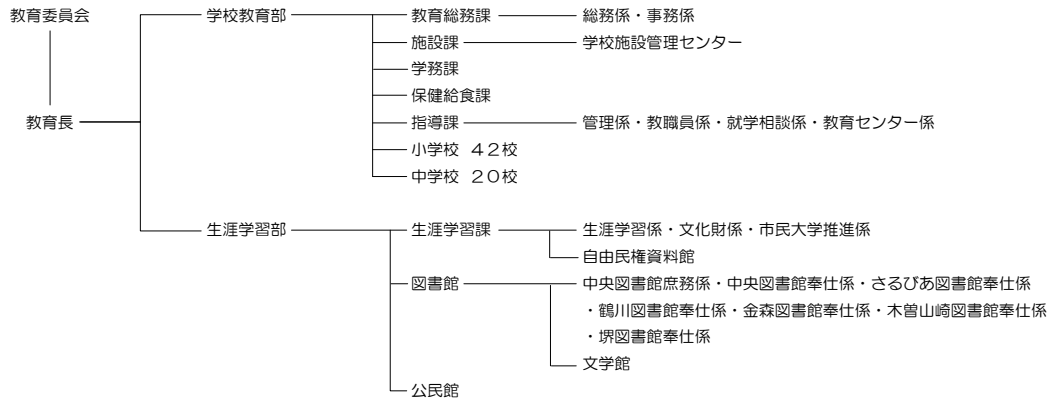 教育委員会
学校教育部
教育総務課
総務係・事務係
施設課
学校施設管理センター
学務課
保健給食課
教育長
指導課
管理係・教職員係・就学相談係・教育センター係
小学校 ４２校
中学校 ２０校
生涯学習部
生涯学習課
生涯学習係・文化財係・市民大学推進係
自由民権資料館
図書館
中央図書館庶務係・中央図書館奉仕係・さるびあ図書館奉仕係
・鶴川図書館奉仕係・金森図書館奉仕係・木曽山崎図書館奉仕係
・堺図書館奉仕係
文学館
公民館